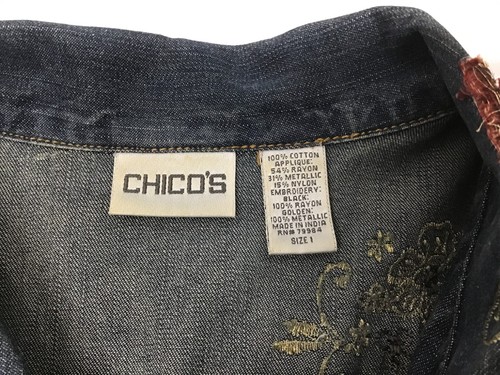 CHICO'S
100% COTTON
APPLIQUE:
54% RAYON
31% METALLIC
15% NYLON
EMBROIDERY:
BLACK:
100% RAYON
GOLDEN:
100% METALLIC
MADE IN INDIA
RN# 79984
SIZE 1